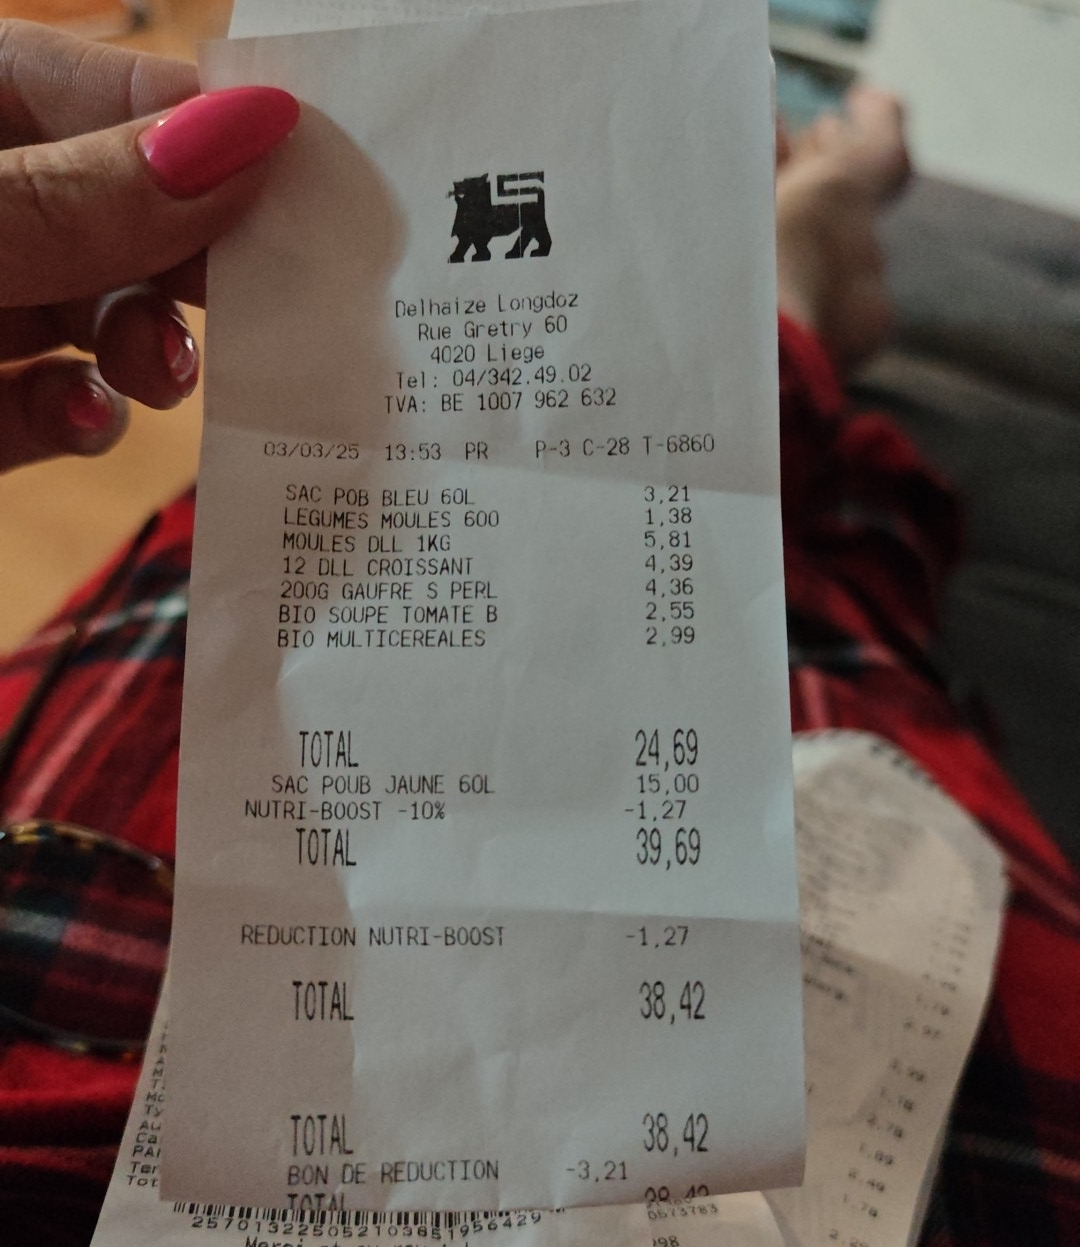 Delhaize Longdoz
Rue Gretry 60
4020 Liege
Tel: 04/342.49.02
TVA: BE 1007 962 632
03/03/25 13:53 PR P-3 C-28 T-6860
SAC POB BLEU 60L 3,21
LEGUMES MOULES 600 1,38
MOULES DLL 1KG 5,81
12 DLL CROISSANT 4,39
200G GAUFRE S PERL 4,36
BIO SOUPE TOMATE B 2,55
BIO MULTICEREALES 2,99
TOTAL 24,69
SAC POUB JAUNE 60L 15,00
NUTRI-BOOST -10% -1,27
TOTAL 39,69
REDUCTION NUTRI-BOOST -1,27
TOTAL 38,42
TOTAL 38,42
BON DE REDUCTION -3,21
TOTAL